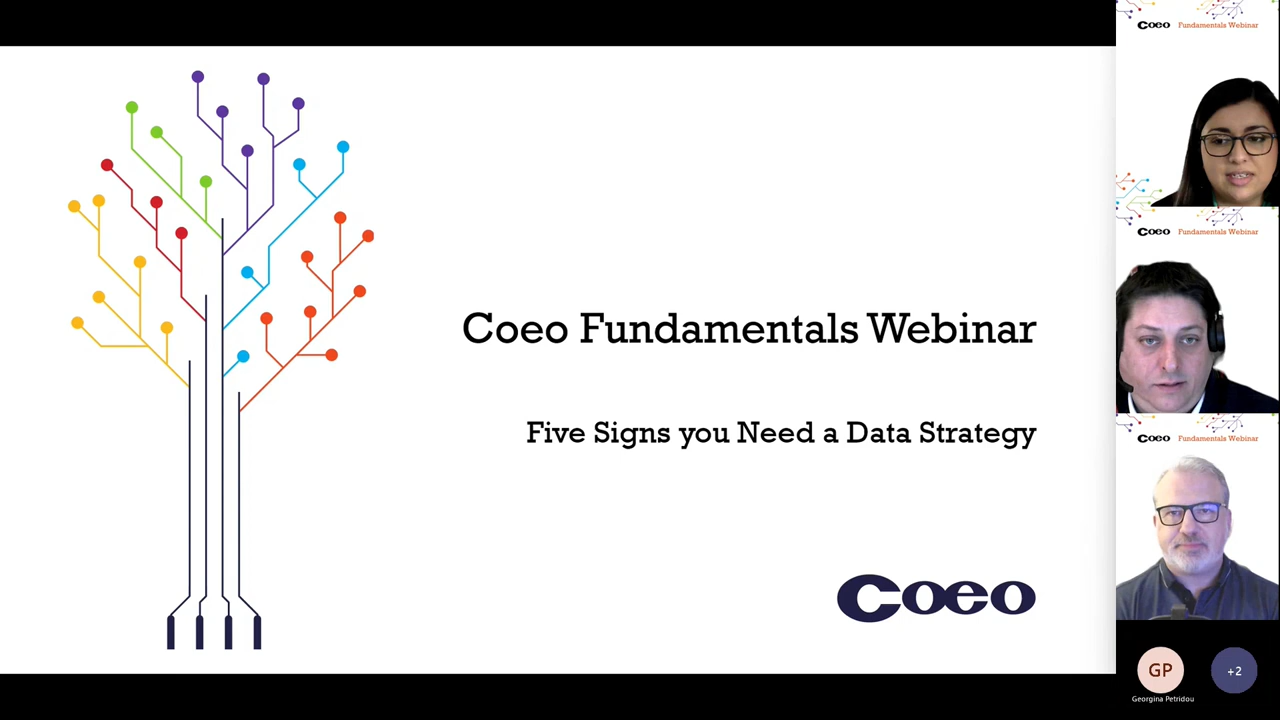 Coeo Fundamentals Webinar
Five Signs you Need a Data Strategy
coeo
coeo Fundamentals Webinar
coeo Fundamentals Webinar
coeo Fundamentals Webinar
GP
+2
Georgina Petridou